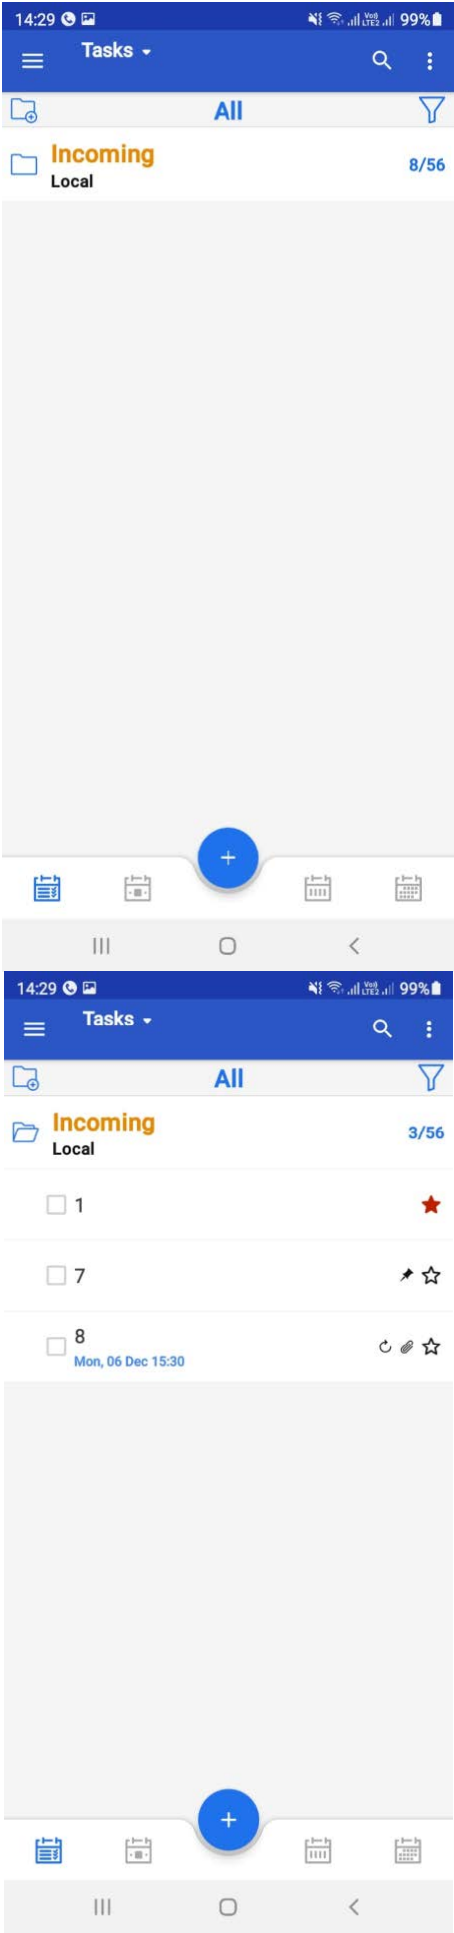 14:29 99%
Tasks
All
Incoming
Local 8/56
14:29 99%
Tasks
All
Incoming
Local 3/56
1
7
8
Mon, 06 Dec 15:30